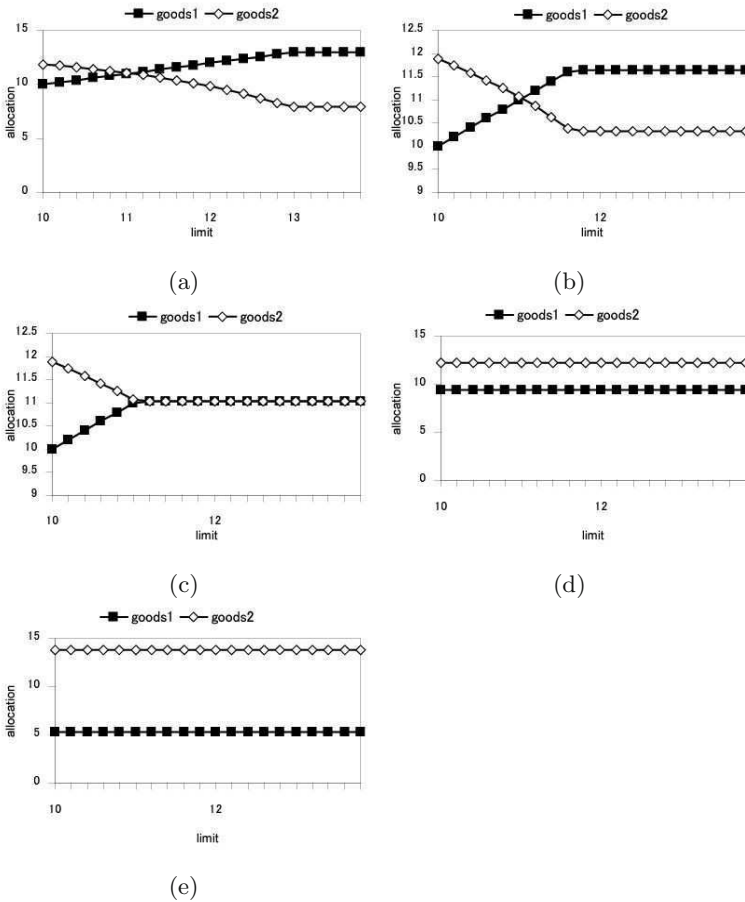 goods1 goods2
15
10
5
0
allocation
10 11 12 13
limit
(a)
goods1 goods2
12.5
12
11.5
11
10.5
10
9.5
9
allocation
10 12
limit
(b)
goods1 goods2
12.5
12
11.5
11
10.5
10
9.5
9
allocation
10 12
limit
(c)
goods1 goods2
15
10
5
0
allocation
10 12
limit
(d)
goods1 goods2
15
10
5
0
allocation
10 12
limit
(e)